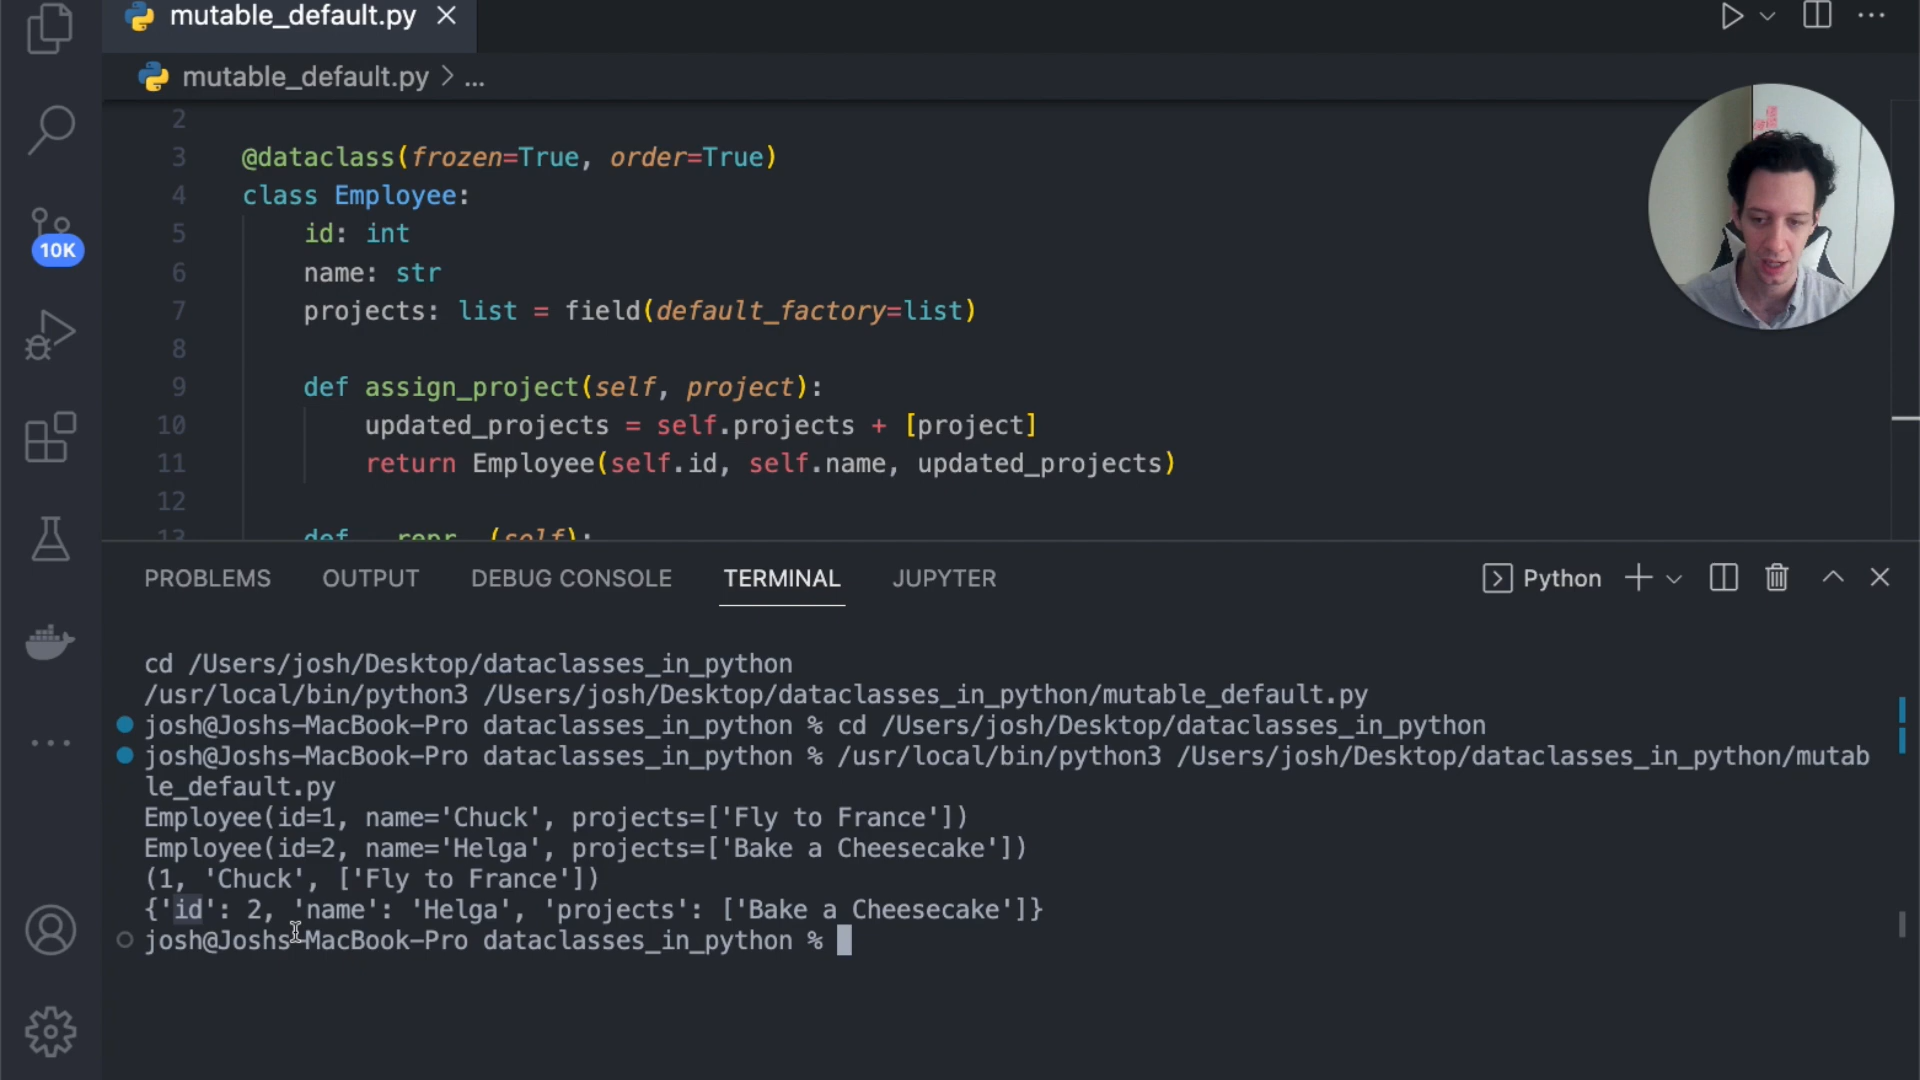 mutable_default.py
mutable_default.py > ...
10K
2
3 @dataclass(frozen=True, order=True)
4 class Employee:
5 id: int
6 name: str
7 projects: list = field(default_factory=list)
8
9 def assign_project(self, project):
10 updated_projects = self.projects + [project]
11 return Employee(self.id, self.name, updated_projects)
12
13 def __repr__(self):
PROBLEMS OUTPUT DEBUG CONSOLE TERMINAL JUPYTER Python
cd /Users/josh/Desktop/dataclasses_in_python
/usr/local/bin/python3 /Users/josh/Desktop/dataclasses_in_python/mutable_default.py
josh@Joshs-MacBook-Pro dataclasses_in_python % cd /Users/josh/Desktop/dataclasses_in_python
josh@Joshs-MacBook-Pro dataclasses_in_python % /usr/local/bin/python3 /Users/josh/Desktop/dataclasses_in_python/mutab
le_default.py
Employee(id=1, name='Chuck', projects=['Fly to France'])
Employee(id=2, name='Helga', projects=['Bake a Cheesecake'])
(1, 'Chuck', ['Fly to France'])
{'id': 2, 'name': 'Helga', 'projects': ['Bake a Cheesecake']}
josh@Joshs-MacBook-Pro dataclasses_in_python %